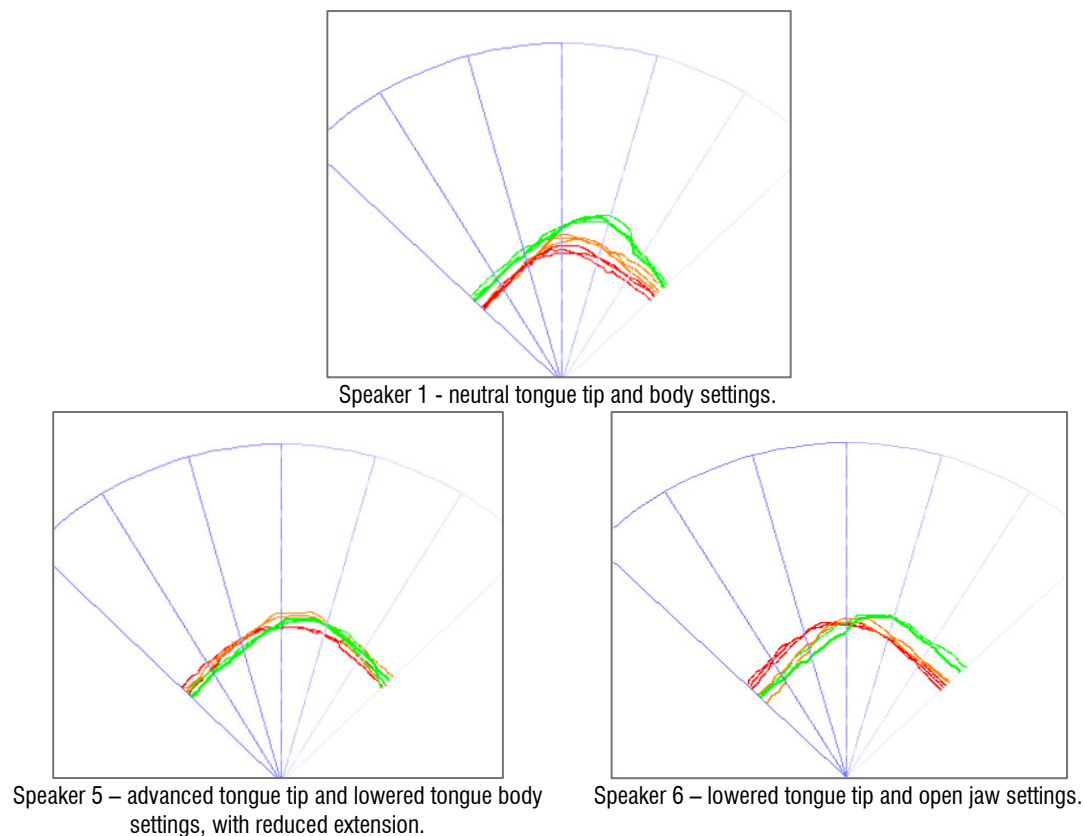 Speaker 1 - neutral tongue tip and body settings.
Speaker 5 – advanced tongue tip and lowered tongue body
settings, with reduced extension.
Speaker 6 – lowered tongue tip and open jaw settings.